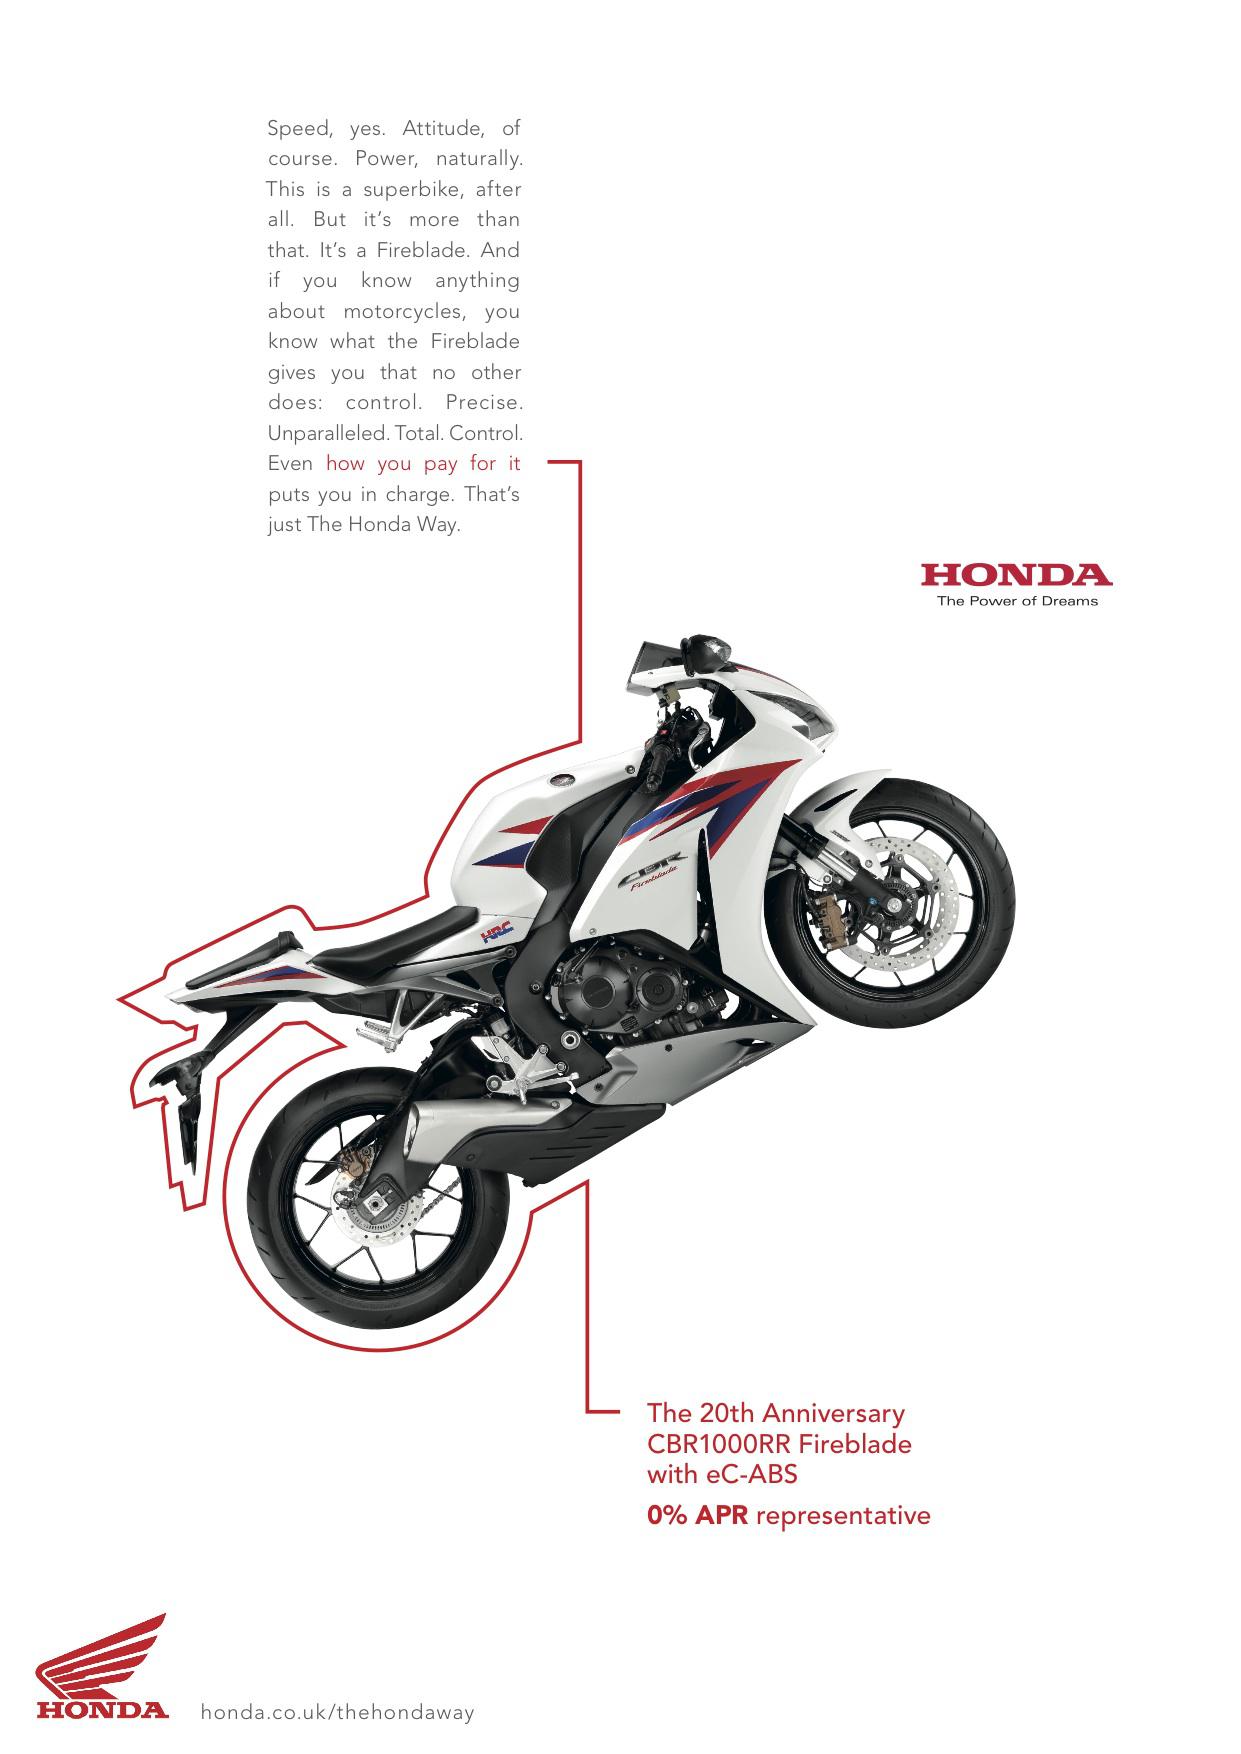 Speed, yes. Attitude, of
course. Power, naturally.
This is a superbike, after
all. But it's more than
that. It's a Fireblade. And
if you know anything
about motorcycles, you
know what the Fireblade
gives you that no other
does: control. Precise.
Unparalleled. Total. Control.
Even how you pay for it
puts you in charge. That's
just The Honda Way.
HONDA
The Power of Dreams
CBR
Fireblade
HRC
The 20th Anniversary
CBR1000RR Fireblade
with eC-ABS
0% APR representative
HONDA
honda.co.uk/thehondaway